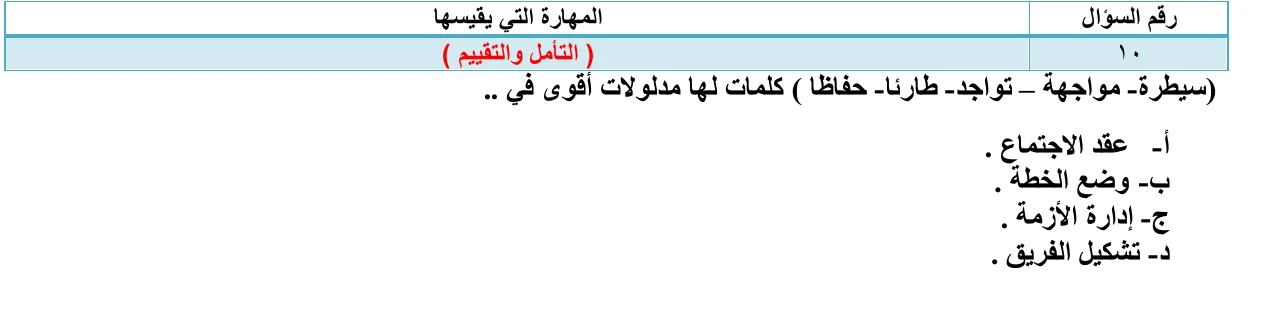 رقم السؤال المهارة التي يقيسها
١٠ ( التأمل والتقييم )
(سيطرة- مواجهة – تواجد- طارئا- حفاظا ) كلمات لها مدلولات أقوى في ..
أ- عقد الاجتماع .
ب- وضع الخطة .
ج- إدارة الأزمة .
د- تشكيل الفريق .